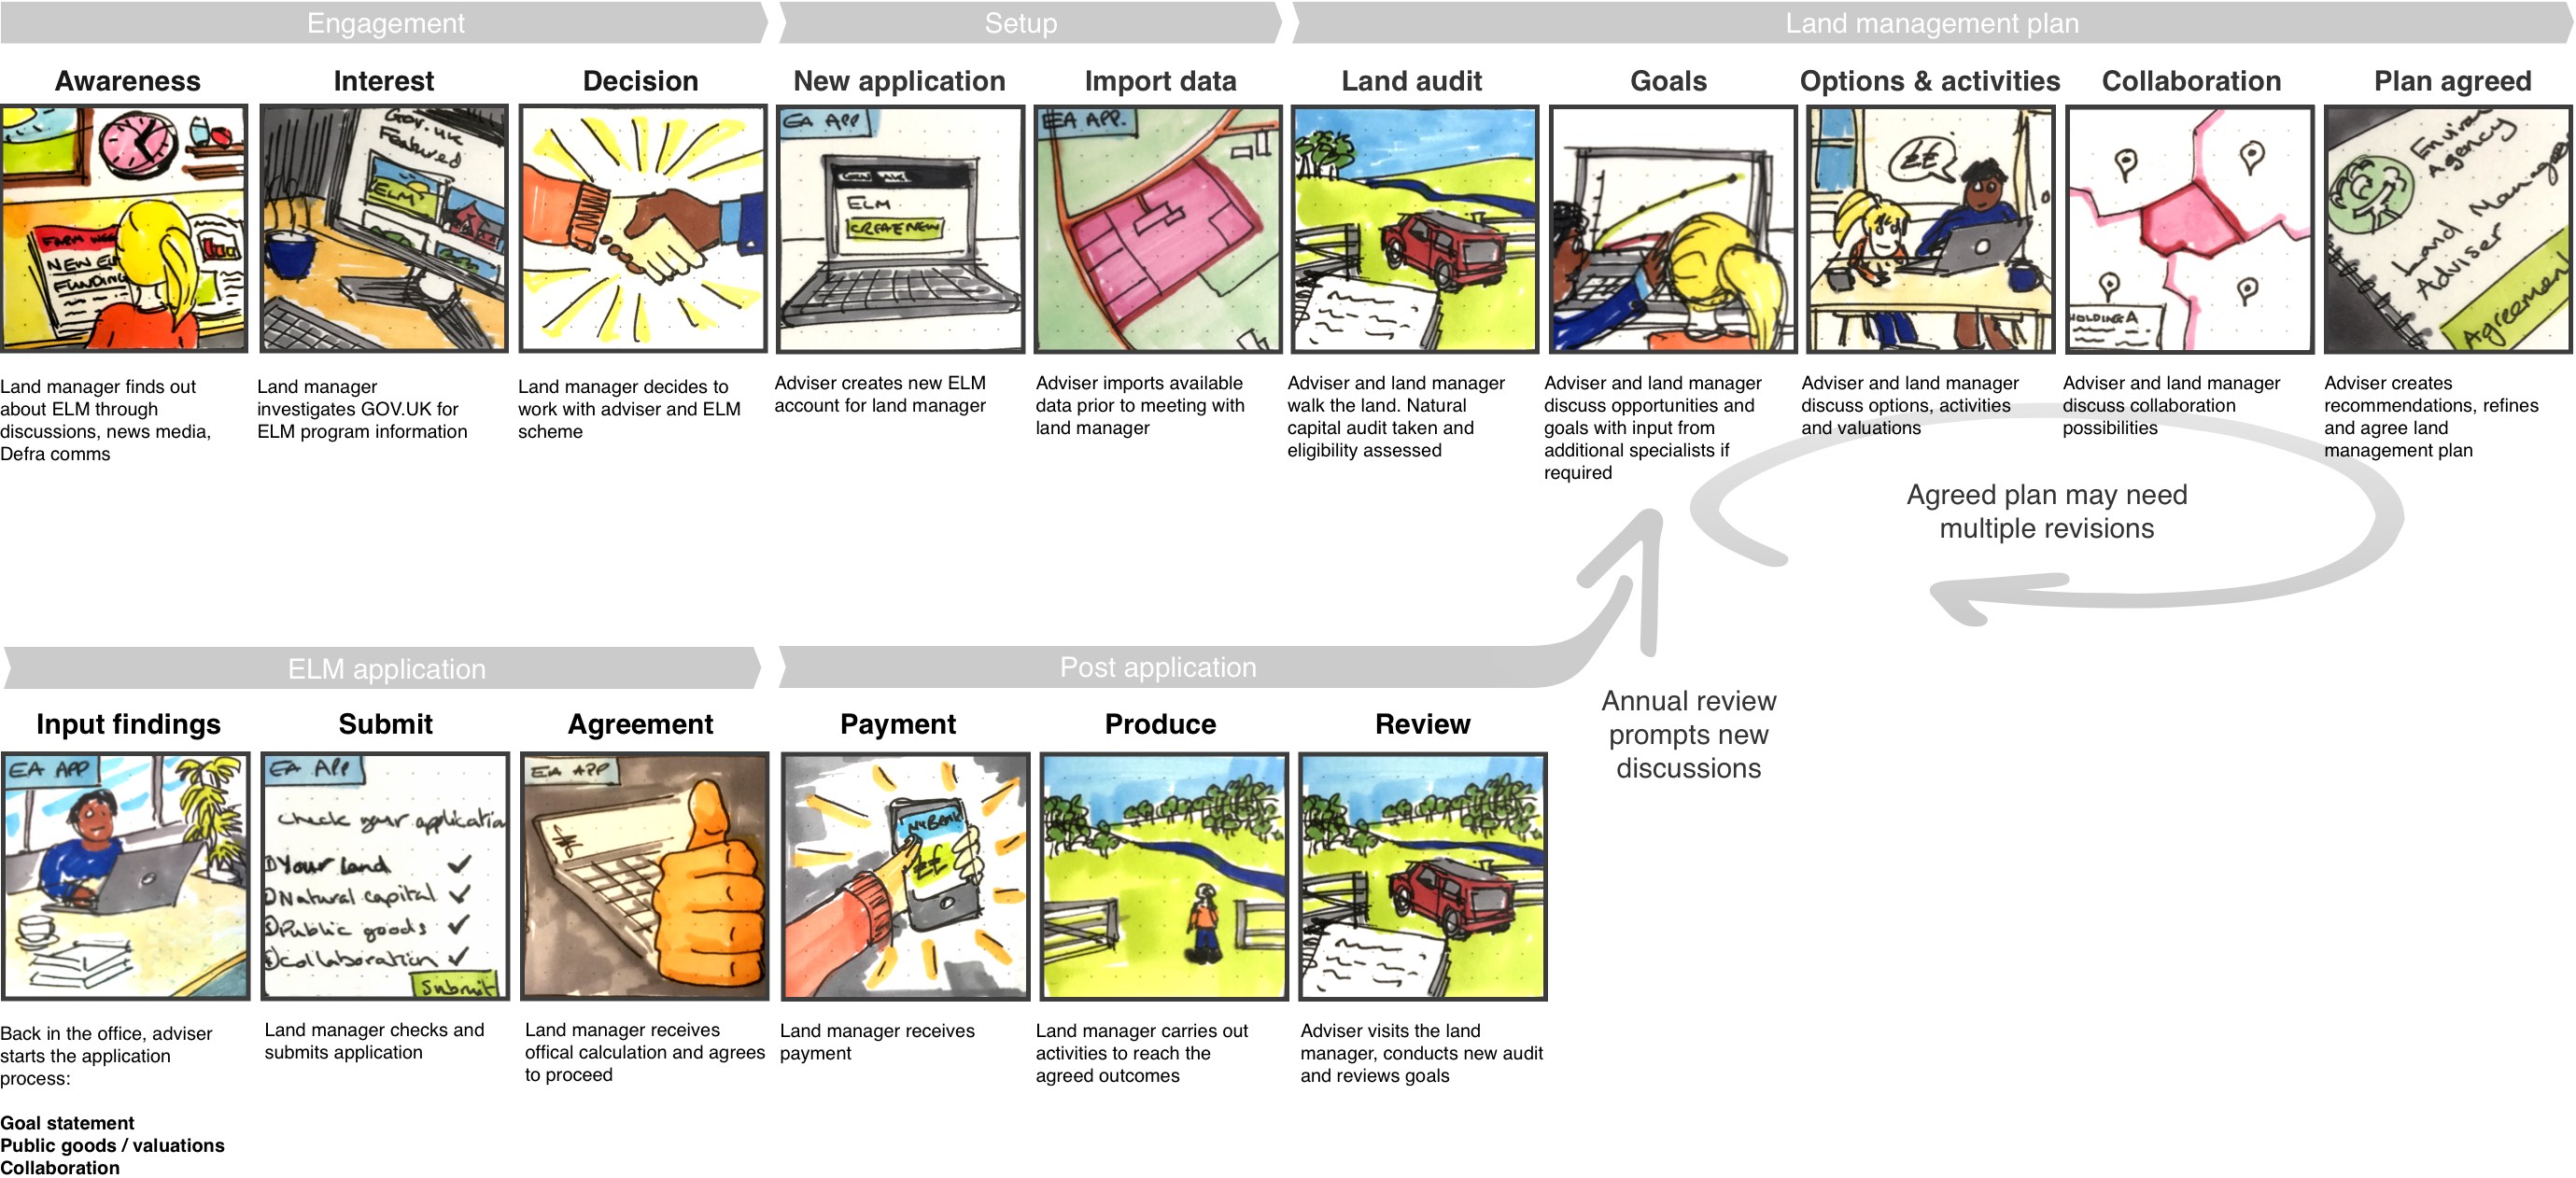 Engagement
Setup
Land management plan
Awareness
Interest
Decision
New application
Import data
Land audit
Goals
Options & activities
Collaboration
Plan agreed
FARM
NEW
FUNDING
Gov.uk
Featured
ELM
EA APP
ELM
CREATE NEW
EA APP.
££
HOLDING A
Environ
Agency
Land Manage
Adviser
Agreement
Land manager finds out
about ELM through
discussions, news media,
Defra comms
Land manager
investigates GOV.UK for
ELM program information
Land manager decides to
work with adviser and ELM
scheme
Adviser creates new ELM
account for land manager
Adviser imports available
data prior to meeting with
land manager
Adviser and land manager
walk the land. Natural
capital audit taken and
eligibility assessed
Adviser and land manager
discuss opportunities and
goals with input from
additional specialists if
required
Adviser and land manager
discuss options, activities
and valuations
Adviser and land manager
discuss collaboration
possibilities
Adviser creates
recommendations, refines
and agree land
management plan
Agreed plan may need
multiple revisions
ELM application
Post application
Annual review
prompts new
discussions
Input findings
Submit
Agreement
Payment
Produce
Review
EA APP
EA APP
check your application
Your land ✓
Natural capital ✓
Public goods ✓
collaboration ✓
Submit
EA APP
My Bank
££
Back in the office, adviser
starts the application
process:
Goal statement
Public goods / valuations
Collaboration
Land manager checks and
submits application
Land manager receives
offical calculation and agrees
to proceed
Land manager receives
payment
Land manager carries out
activities to reach the
agreed outcomes
Adviser visits the land
manager, conducts new audit
and reviews goals